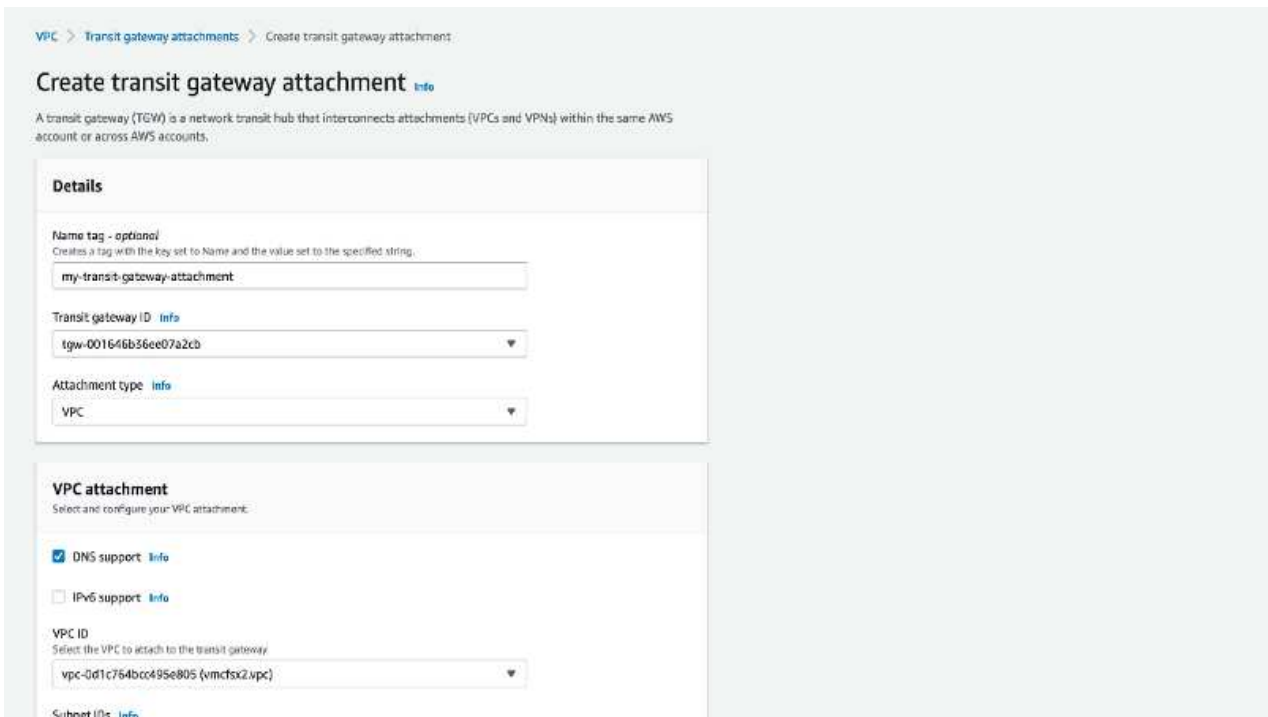 VPC > Transit gateway attachments > Create transit gateway attachment
Create transit gateway attachment Info
A transit gateway (TGW) is a network transit hub that interconnects attachments (VPCs and VPNs) within the same AWS
account or across AWS accounts.
Details
Name tag - optional
Creates a tag with the key set to Name and the value set to the specified string.
my-transit-gateway-attachment
Transit gateway ID Info
tgw-001646b36ee07a2cb
Attachment type Info
VPC
VPC attachment
Select and configure your VPC attachment.
DNS support Info
IPv6 support Info
VPC ID
Select the VPC to attach to the transit gateway.
vpc-0d1c764bcc495e805 (vmcfsx2.vpc)
Subnet IDs Info